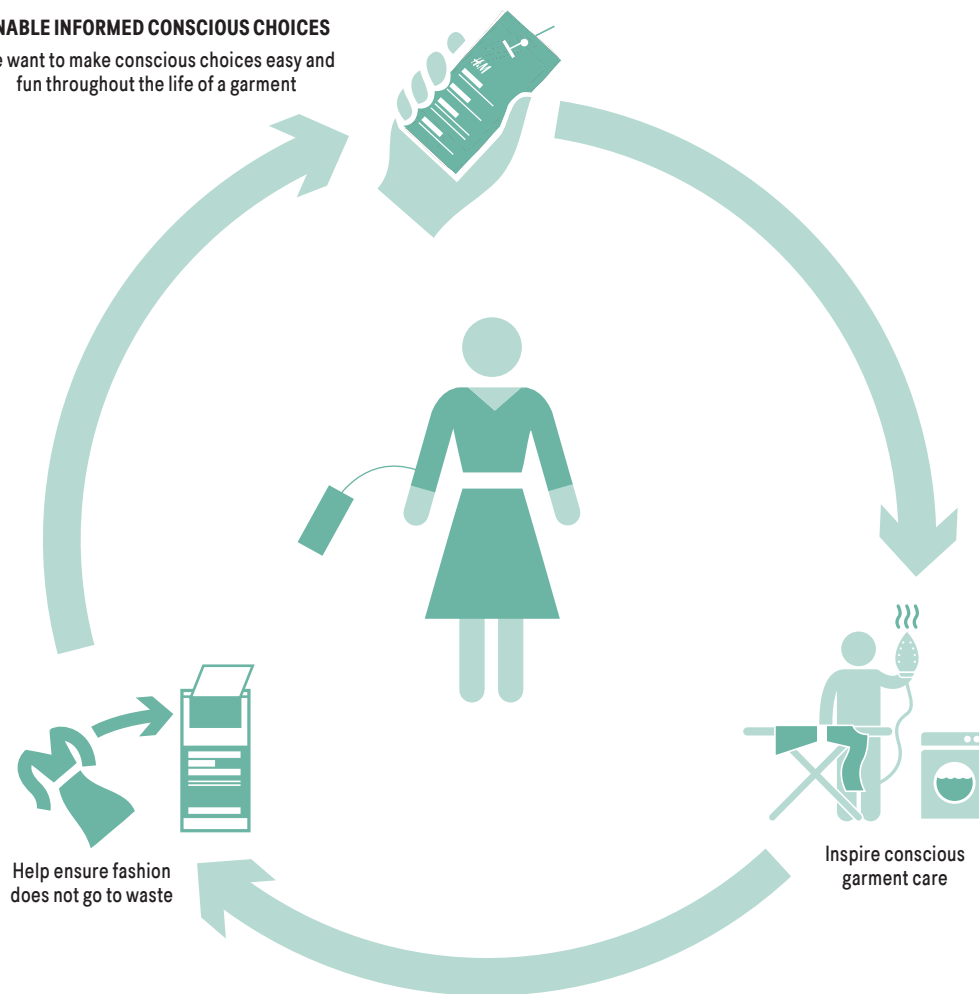 NABLE INFORMED CONSCIOUS CHOICES
e want to make conscious choices easy and
fun throughout the life of a garment
H&M
Help ensure fashion
does not go to waste
Inspire conscious
garment care